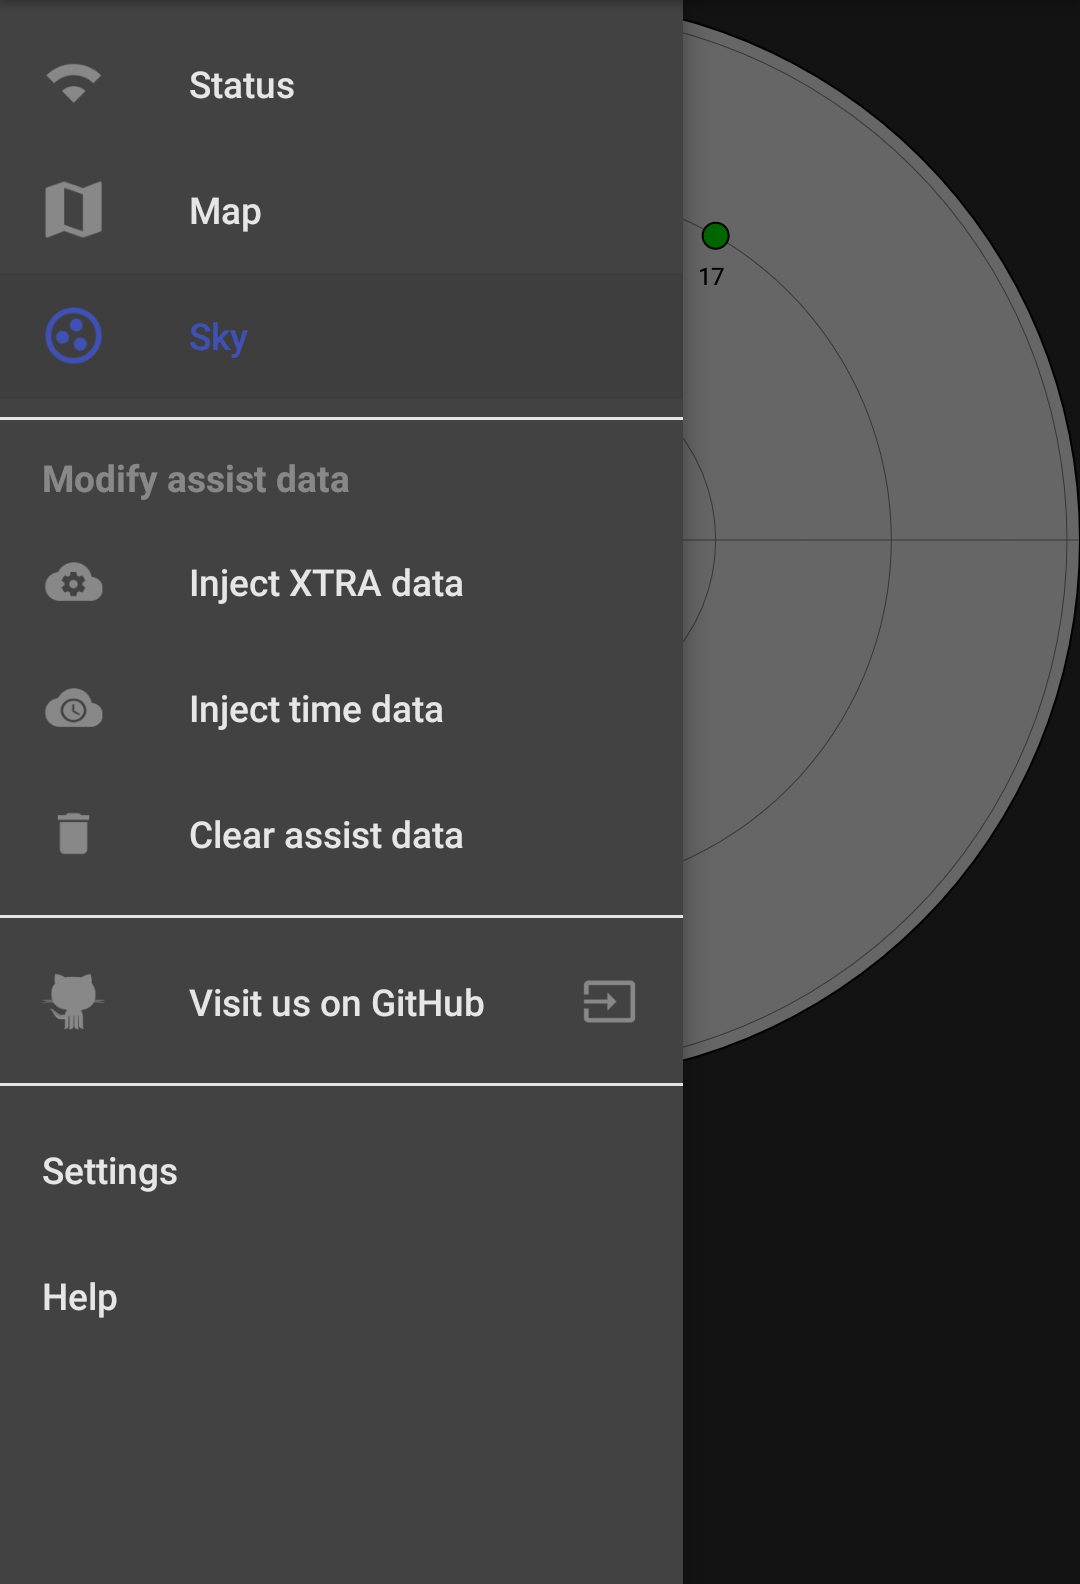 Status
Map
17
Sky
Modify assist data
Inject XTRA data
Inject time data
Clear assist data
Visit us on GitHub
Settings
Help